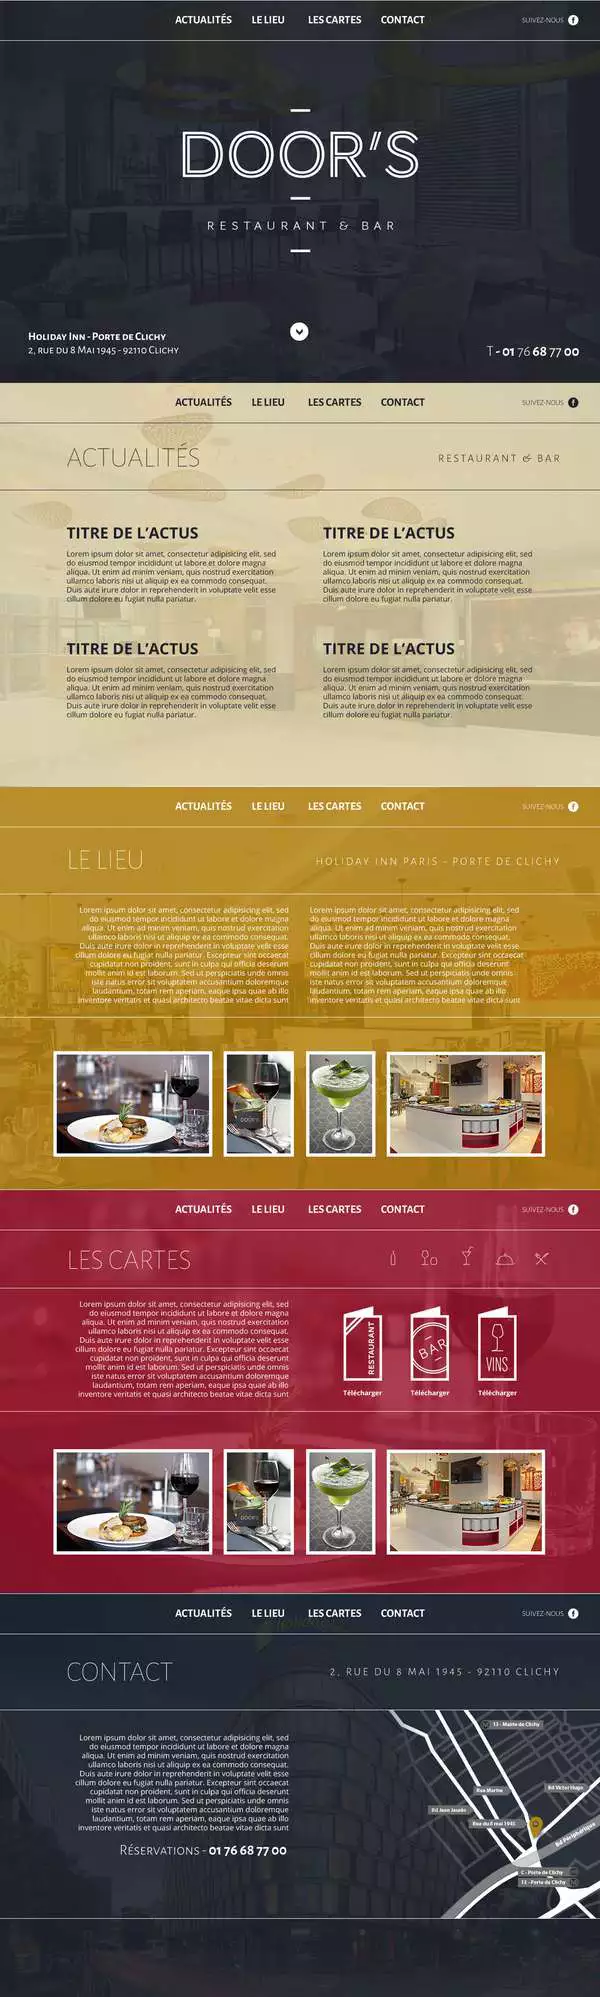 ACTUALITÉS LE LIEU LES CARTES CONTACT SUIVEZ-NOUS f
DOOR'S
RESTAURANT & BAR
HOLIDAY INN - PORTE DE CLICHY
2, RUE DU 8 MAI 1945 - 92110 CLICHY
T - 01 76 68 77 00
ACTUALITÉS LE LIEU LES CARTES CONTACT SUIVEZ-NOUS f
ACTUALITÉS
RESTAURANT & BAR
TITRE DE L'ACTUS
Lorem ipsum dolor sit amet, consectetur adipisicing elit, sed
do eiusmod tempor incididunt ut labore et dolore magna
aliqua. Ut enim ad minim veniam, quis nostrud exercitation
ullamco laboris nisi ut aliquip ex ea commodo consequat.
Duis aute irure dolor in reprehenderit in voluptate velit esse
cillum dolore eu fugiat nulla pariatur.
TITRE DE L'ACTUS
Lorem ipsum dolor sit amet, consectetur adipisicing elit, sed
do eiusmod tempor incididunt ut labore et dolore magna
aliqua. Ut enim ad minim veniam, quis nostrud exercitation
ullamco laboris nisi ut aliquip ex ea commodo consequat.
Duis aute irure dolor in reprehenderit in voluptate velit esse
cillum dolore eu fugiat nulla pariatur.
TITRE DE L'ACTUS
Lorem ipsum dolor sit amet, consectetur adipisicing elit, sed
do eiusmod tempor incididunt ut labore et dolore magna
aliqua. Ut enim ad minim veniam, quis nostrud exercitation
ullamco laboris nisi ut aliquip ex ea commodo consequat.
Duis aute irure dolor in reprehenderit in voluptate velit esse
cillum dolore eu fugiat nulla pariatur.
TITRE DE L'ACTUS
Lorem ipsum dolor sit amet, consectetur adipisicing elit, sed
do eiusmod tempor incididunt ut labore et dolore magna
aliqua. Ut enim ad minim veniam, quis nostrud exercitation
ullamco laboris nisi ut aliquip ex ea commodo consequat.
Duis aute irure dolor in reprehenderit in voluptate velit esse
cillum dolore eu fugiat nulla pariatur.
ACTUALITÉS LE LIEU LES CARTES CONTACT SUIVEZ-NOUS f
LE LIEU
HOLIDAY INN PARIS - PORTE DE CLICHY
Lorem ipsum dolor sit amet, consectetur adipisicing elit, sed
do eiusmod tempor incididunt ut labore et dolore magna
aliqua. Ut enim ad minim veniam, quis nostrud exercitation
ullamco laboris nisi ut aliquip ex ea commodo consequat.
Duis aute irure dolor in reprehenderit in voluptate velit esse
cillum dolore eu fugiat nulla pariatur. Excepteur sint occaecat
cupidatat non proident, sunt in culpa qui officia deserunt
mollit anim id est laborum. Sed ut perspiciatis unde omnis
iste natus error sit voluptatem accusantium doloremque
laudantium, totam rem aperiam, eaque ipsa quae ab illo
inventore veritatis et quasi architecto beatae vitae dicta sunt
Lorem ipsum dolor sit amet, consectetur adipisicing elit, sed
do eiusmod tempor incididunt ut labore et dolore magna
aliqua. Ut enim ad minim veniam, quis nostrud exercitation
ullamco laboris nisi ut aliquip ex ea commodo consequat.
Duis aute irure dolor in reprehenderit in voluptate velit esse
cillum dolore eu fugiat nulla pariatur. Excepteur sint occaecat
cupidatat non proident, sunt in culpa qui officia deserunt
mollit anim id est laborum. Sed ut perspiciatis unde omnis
iste natus error sit voluptatem accusantium doloremque
laudantium, totam rem aperiam, eaque ipsa quae ab illo
inventore veritatis et quasi architecto beatae vitae dicta sunt
DOOR'S
ACTUALITÉS LE LIEU LES CARTES CONTACT SUIVEZ-NOUS f
LES CARTES
Lorem ipsum dolor sit amet, consectetur adipisicing elit, sed
do eiusmod tempor incididunt ut labore et dolore magna
aliqua. Ut enim ad minim veniam, quis nostrud exercitation
ullamco laboris nisi ut aliquip ex ea commodo consequat.
Duis aute irure dolor in reprehenderit in voluptate velit esse
cillum dolore eu fugiat nulla pariatur. Excepteur sint occaecat
cupidatat non proident, sunt in culpa qui officia deserunt
mollit anim id est laborum. Sed ut perspiciatis unde omnis
iste natus error sit voluptatem accusantium doloremque
laudantium, totam rem aperiam, eaque ipsa quae ab illo
inventore veritatis et quasi architecto beatae vitae dicta sunt
RESTAURANT
BAR
VINS
Télécharger Télécharger Télécharger
DOOR'S
ACTUALITÉS LE LIEU LES CARTES CONTACT SUIVEZ-NOUS f
CONTACT
2, RUE DU 8 MAI 1945 - 92110 CLICHY
Lorem ipsum dolor sit amet, consectetur adipisicing elit, sed
do eiusmod tempor incididunt ut labore et dolore magna
aliqua. Ut enim ad minim veniam, quis nostrud exercitation
ullamco laboris nisi ut aliquip ex ea commodo consequat.
Duis aute irure dolor in reprehenderit in voluptate velit esse
cillum dolore eu fugiat nulla pariatur. Excepteur sint occaecat
cupidatat non proident, sunt in culpa qui officia deserunt
mollit anim id est laborum. Sed ut perspiciatis unde omnis
iste natus error sit voluptatem accusantium doloremque
laudantium, totam rem aperiam, eaque ipsa quae ab illo
inventore veritatis et quasi architecto beatae vitae dicta sunt
RÉSERVATIONS - 01 76 68 77 00
M 13 - Mairie de Clichy
Bd Victor Hugo
Rue Martre
Bd Jean Jaurès
Rue du 8 mai 1945
Bd Périphérique
C - Porte de Clichy
13 - Porte de Clichy